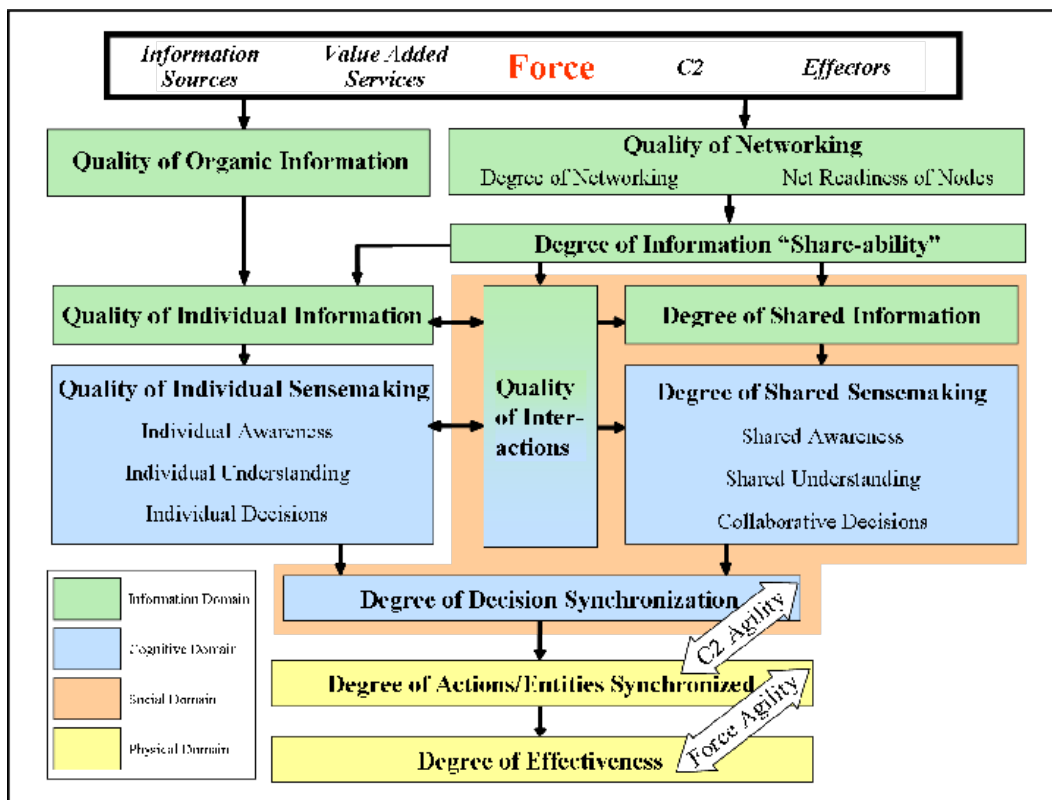 Information Sources
Value Added Services
Force
C2
Effectors
Quality of Organic Information
Quality of Networking
Degree of Networking
Net Readiness of Nodes
Degree of Information “Share-ability”
Quality of Individual Information
Degree of Shared Information
Quality of Individual Sensemaking
Individual Awareness
Individual Understanding
Individual Decisions
Quality
of Inter-
actions
Degree of Shared Sensemaking
Shared Awareness
Shared Understanding
Collaborative Decisions
Degree of Decision Synchronization
C2 Agility
Degree of Actions/Entities Synchronized
Force Agility
Degree of Effectiveness
Information Domain
Cognitive Domain
Social Domain
Physical Domain